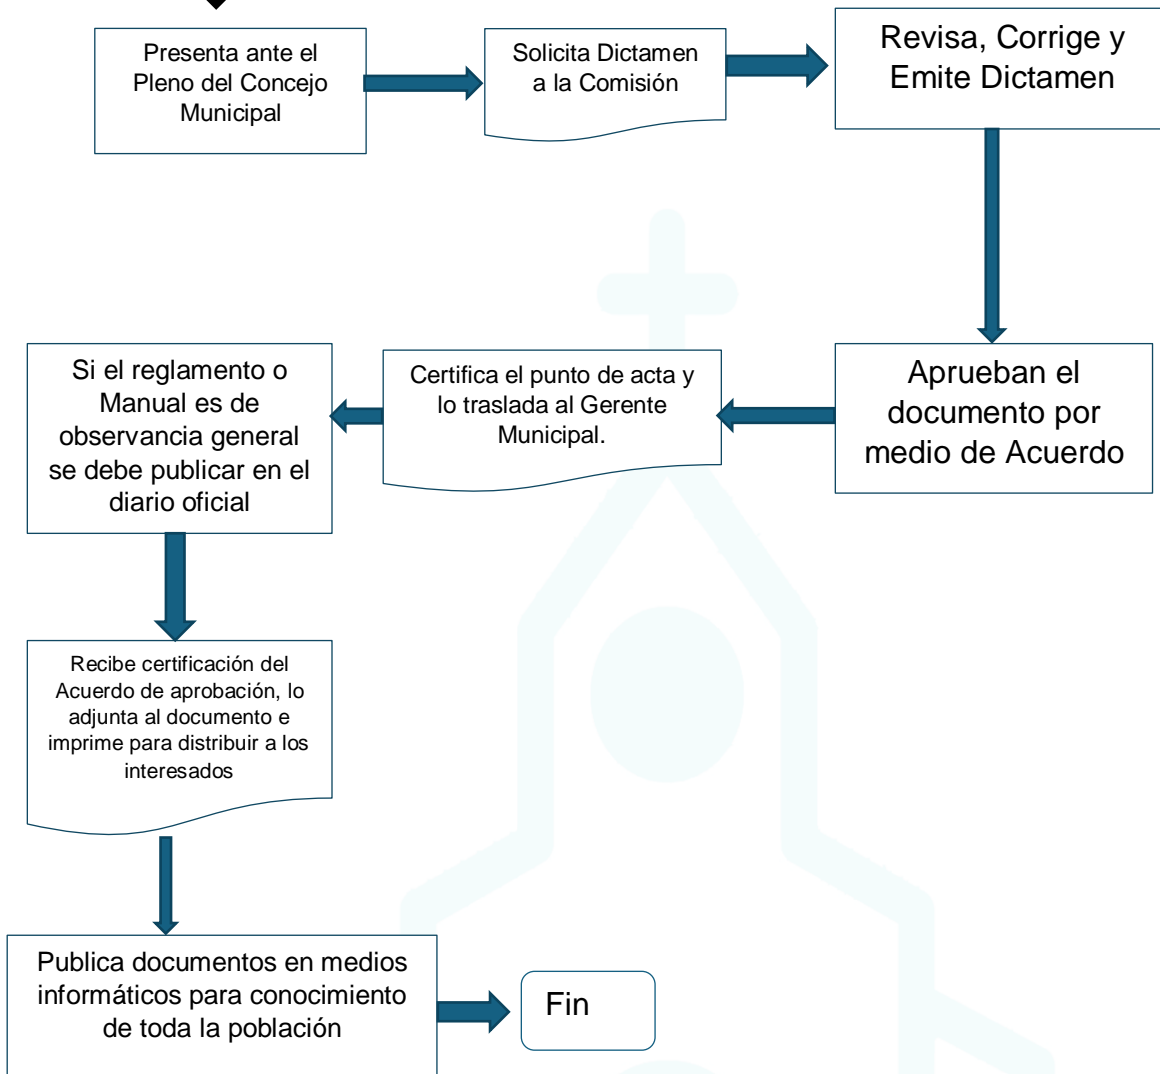 Presenta ante el
Pleno del Concejo
Municipal
Solicita Dictamen
a la Comisión
Revisa, Corrige y
Emite Dictamen
Aprueban el
documento por
medio de Acuerdo
Certifica el punto de acta y
lo traslada al Gerente
Municipal.
Si el reglamento o
Manual es de
observancia general
se debe publicar en el
diario oficial
Recibe certificación del
Acuerdo de aprobación, lo
adjunta al documento e
imprime para distribuir a los
interesados
Publica documentos en medios
informáticos para conocimiento
de toda la población
Fin